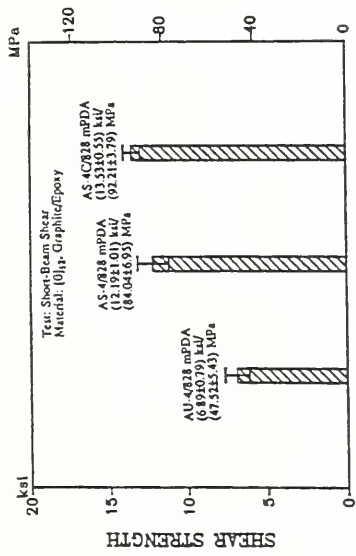 MPa
ksi
20
15
10
5
0
120
80
40
0
SHEAR STRENGTH
Test: Short-Beam Shear
Material: [0]₁₂, Graphite/Epoxy
AU-4/828 mPDA
(6.89±0.79) ksi/
(47.52±5.43) MPa
AS-4/828 mPDA
(12.19±1.01) ksi/
(84.04±6.95) MPa
AS-4C/828 mPDA
(13.53±0.55) ksi/
(92.21±3.79) MPa